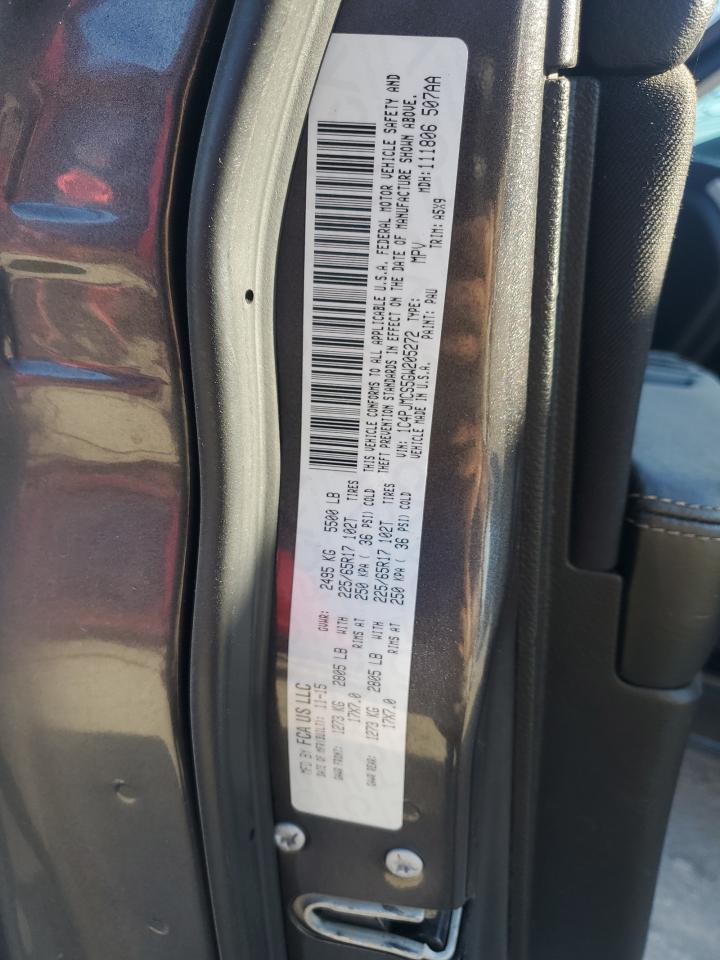 MFD BY FCA US LLC
DATE OF MFR(BUILT): 11-15 GVWR: 2495 KG 5500 LB
GAWR FRONT: 1273 KG 2805 LB WITH 225/65R17 102T TIRES
17X7.0 RIMS AT 250 KPA ( 36 PSI) COLD
GAWR REAR: 1273 KG 2805 LB WITH 225/65R17 102T TIRES
17X7.0 RIMS AT 250 KPA ( 36 PSI) COLD
THIS VEHICLE CONFORMS TO ALL APPLICABLE U.S.A. FEDERAL MOTOR VEHICLE SAFETY AND
THEFT PREVENTION STANDARDS IN EFFECT ON THE DATE OF MANUFACTURE SHOWN ABOVE.
VIN: 1C4PJMCS5GW205272 TYPE: MPV MDH:111806 507AA
VEHICLE MADE IN U.S.A. PAINT: PAU TRIM: A5X9